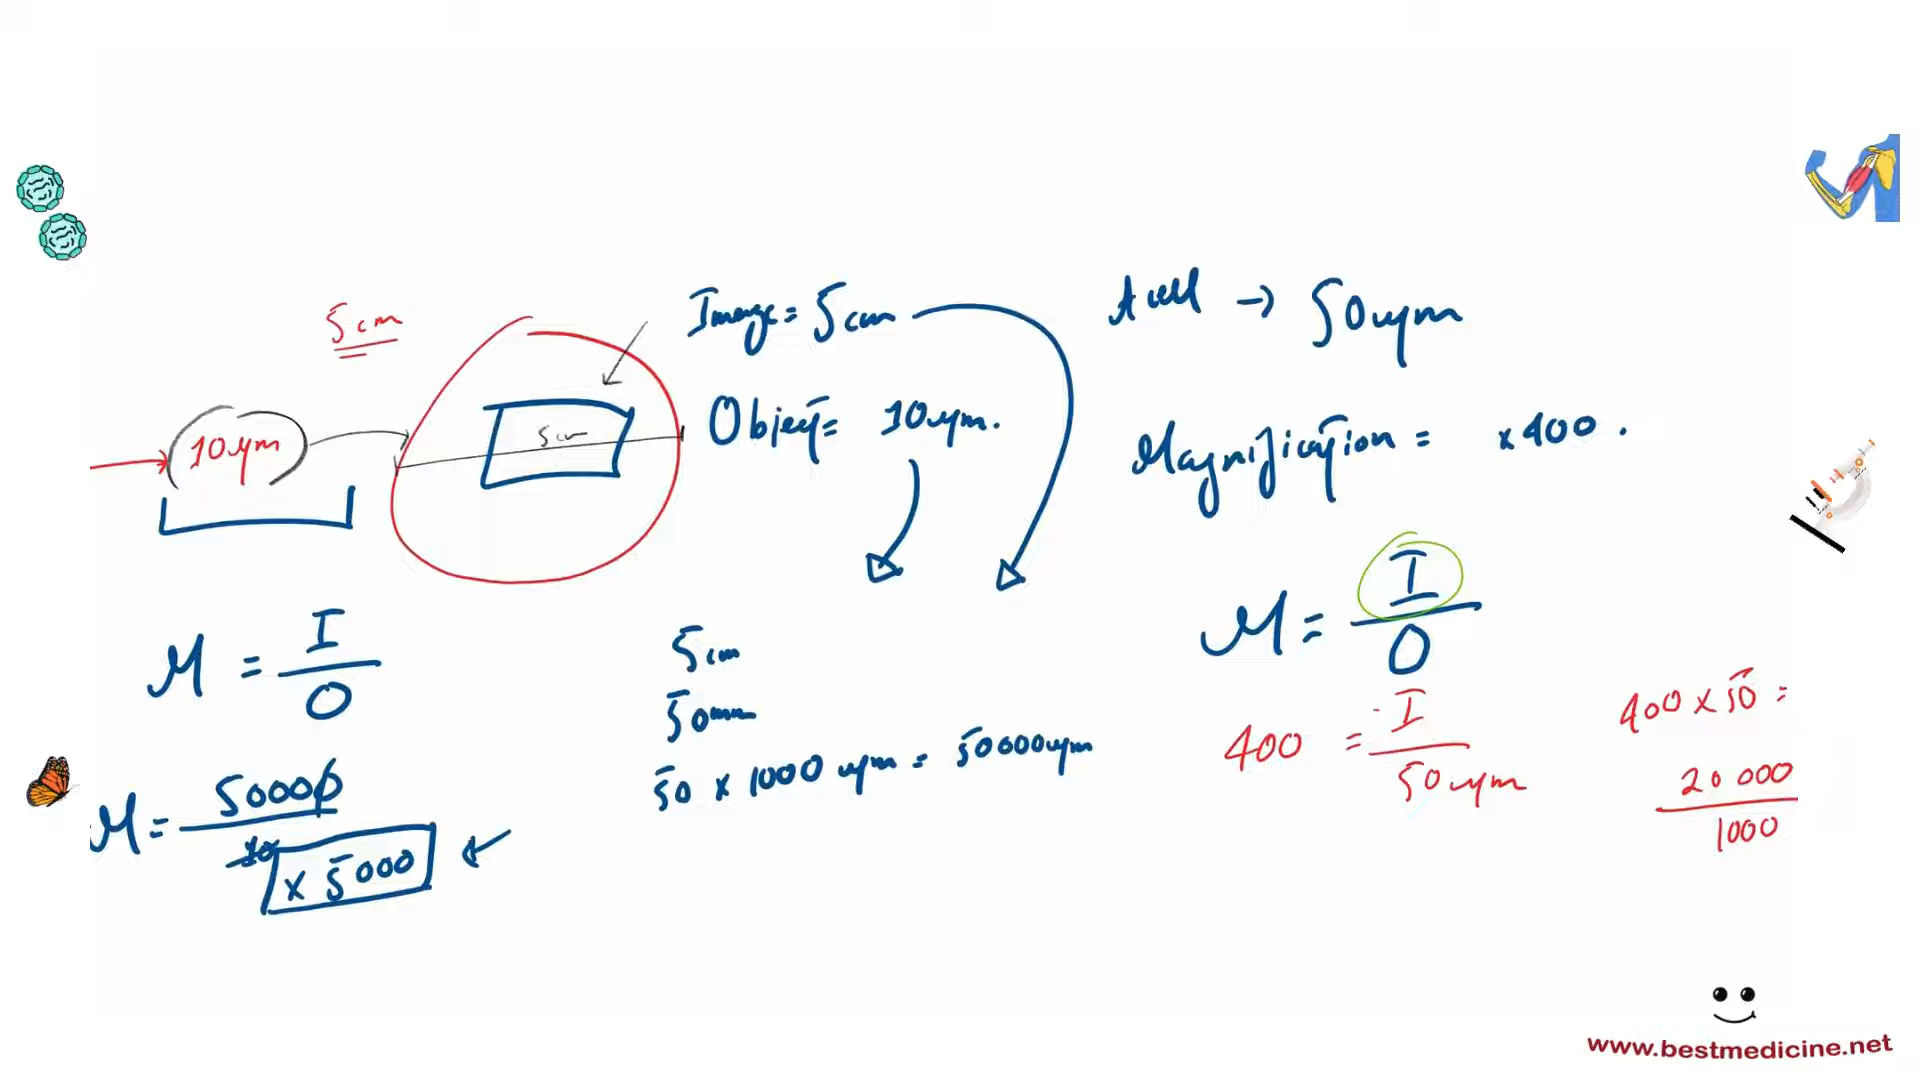 5cm
10μm
5cm
Image = 5cm
Object = 10μm.
M = I
O
M = 50000
10
x 5000
5cm
50mm
50 x 1000 μm = 50000μm
A cell → 50μm
Magnification = x400.
M = I
O
400 = I
50μm
400 x 50 =
20 000
1000
www.bestmedicine.net